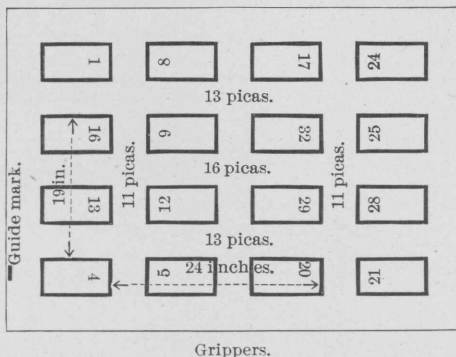 1 8 17 24
13 picas.
16 9 32 25
16 picas.
Guide mark.
19 in.
11 picas.
11 picas.
13 12 29 28
13 picas.
24 inches.
4 5 20 21
Grippers.